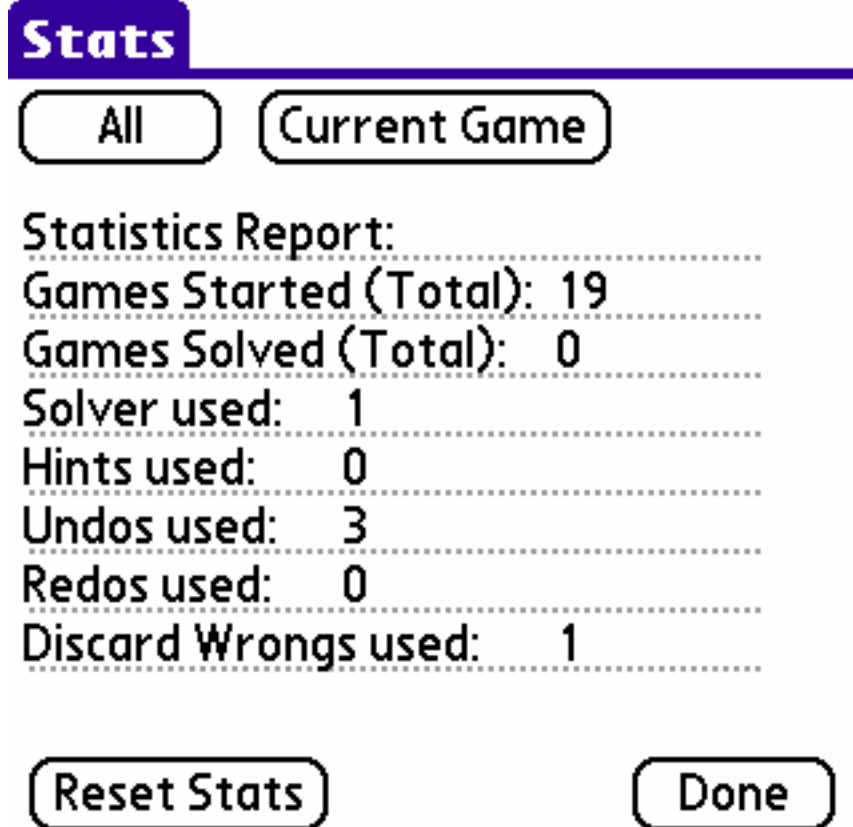 Stats
All Current Game
Statistics Report:
Games Started (Total): 19
Games Solved (Total): 0
Solver used: 1
Hints used: 0
Undos used: 3
Redos used: 0
Discard Wrongs used: 1
Reset Stats Done